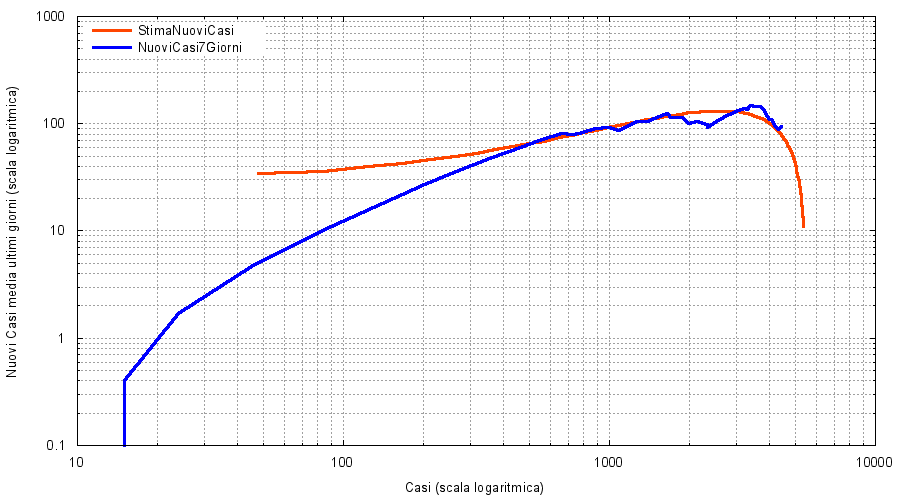 1000
StimaNuoviCasi
NuoviCasi7Giorni
100
10
1
0.1
Nuovi Casi media ultimi giorni (scala logaritmica)
10 100 1000 10000
Casi (scala logaritmica)